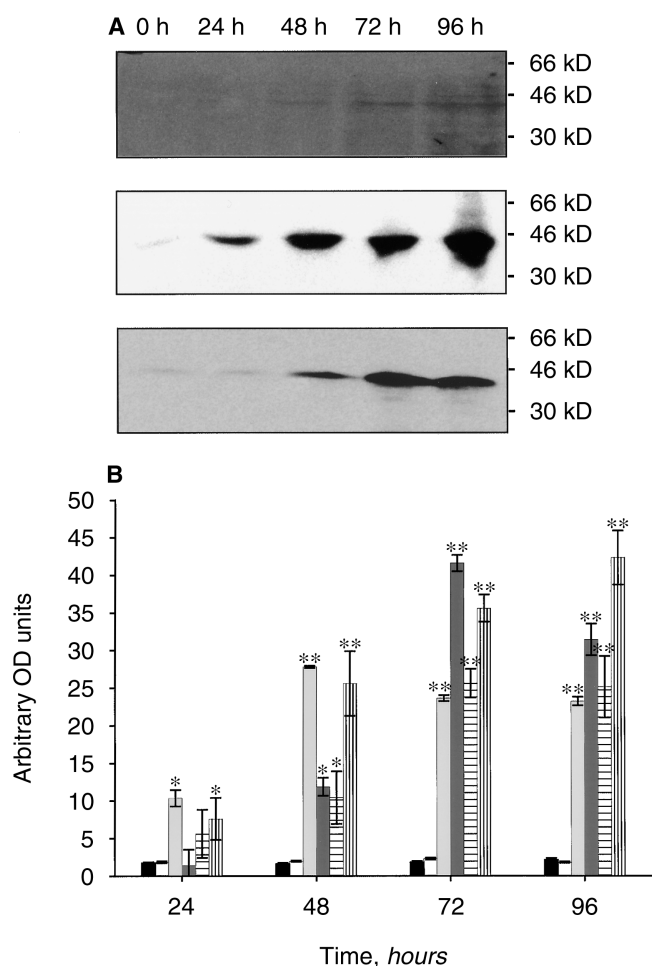 A 0 h 24 h 48 h 72 h 96 h
66 kD
46 kD
30 kD
66 kD
46 kD
30 kD
66 kD
46 kD
30 kD
B
50
45
40
35
30
25
20
15
10
5
0
Arbitrary OD units
* *
** * * **
** ** ** **
** ** ** **
24 48 72 96
Time, hours